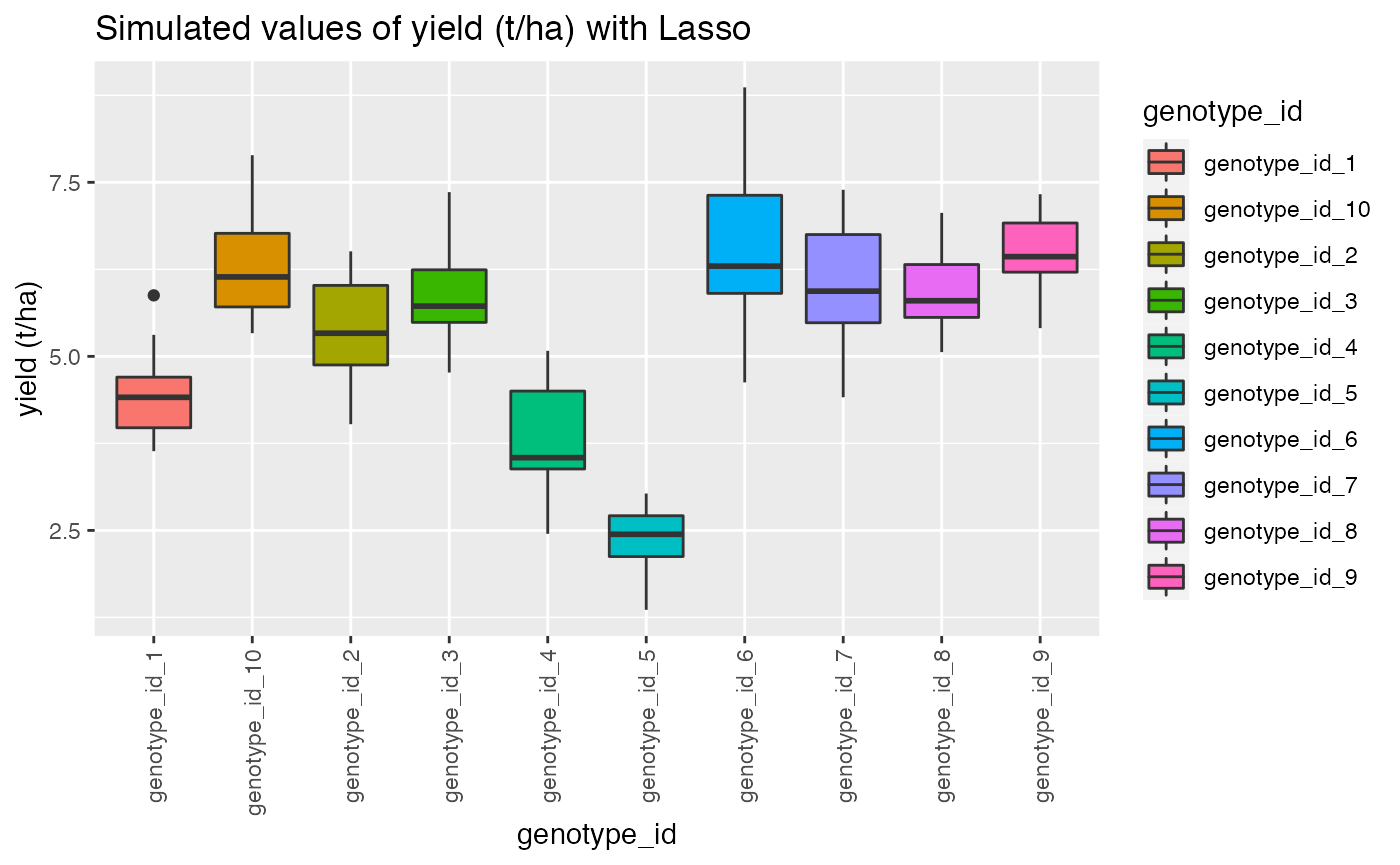 Simulated values of yield (t/ha) with Lasso
yield (t/ha)
7.5
5.0
2.5
genotype_id_1
genotype_id_10
genotype_id_2
genotype_id_3
genotype_id_4
genotype_id_5
genotype_id_6
genotype_id_7
genotype_id_8
genotype_id_9
genotype_id
genotype_id
genotype_id_1
genotype_id_10
genotype_id_2
genotype_id_3
genotype_id_4
genotype_id_5
genotype_id_6
genotype_id_7
genotype_id_8
genotype_id_9